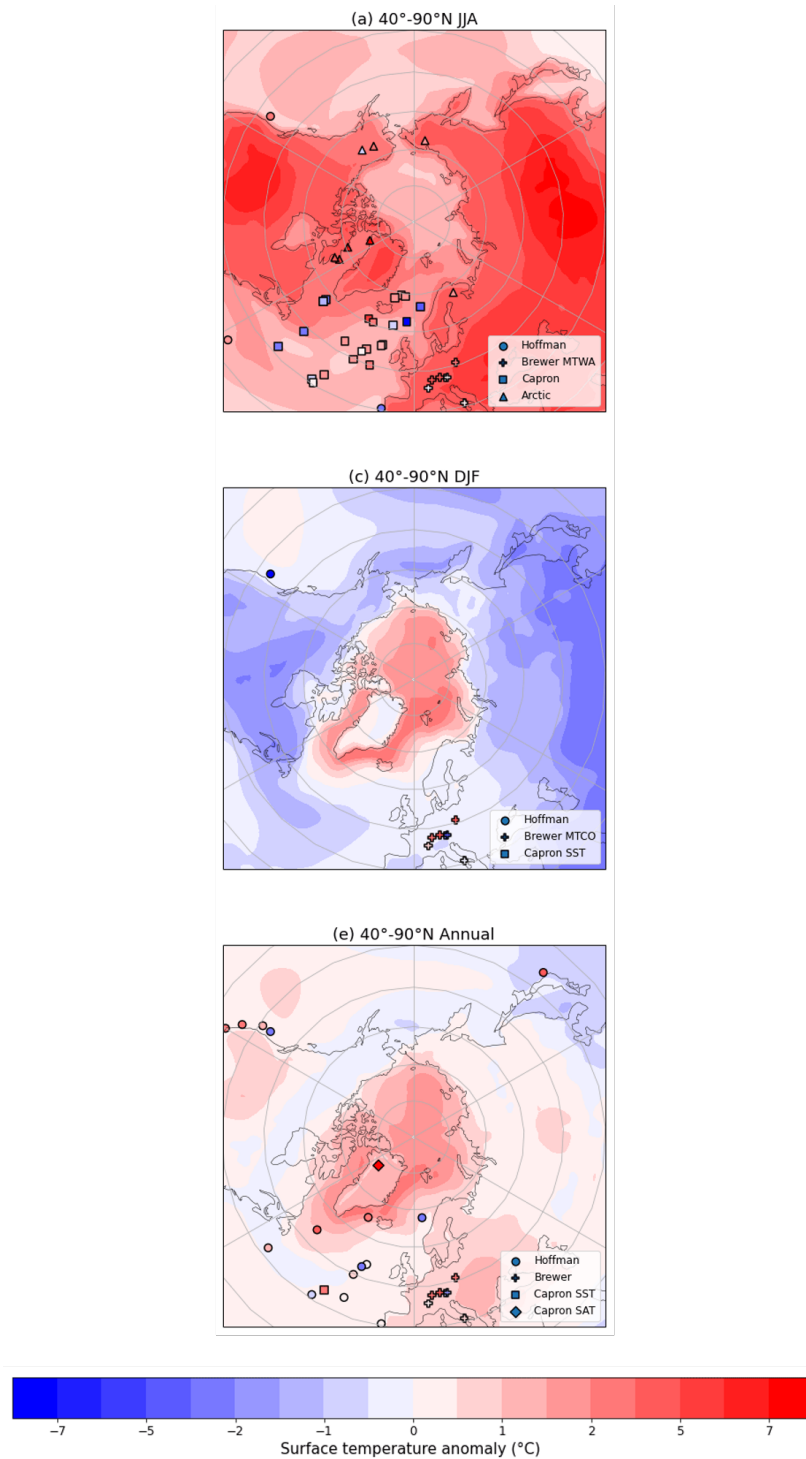 (a) 40°-90°N JJA
Hoffman
Brewer MTWA
Capron
Arctic
(c) 40°-90°N DJF
Hoffman
Brewer MTCO
Capron SST
(e) 40°-90°N Annual
Hoffman
Brewer
Capron SST
Capron SAT
−7 −5 −2 −1 0 1 2 5 7
Surface temperature anomaly (°C)